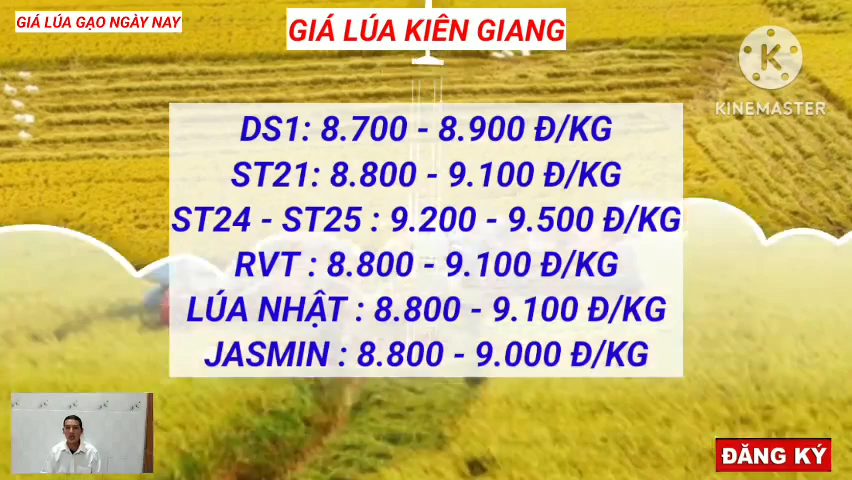 GIÁ LÚA GẠO NGÀY NAY
GIÁ LÚA KIÊN GIANG
KINEMASTER
DS1: 8.700 - 8.900 Đ/KG
ST21: 8.800 - 9.100 Đ/KG
ST24 - ST25 : 9.200 - 9.500 Đ/KG
RVT : 8.800 - 9.100 Đ/KG
LÚA NHẬT : 8.800 - 9.100 Đ/KG
JASMIN : 8.800 - 9.000 Đ/KG
ĐĂNG KÝ